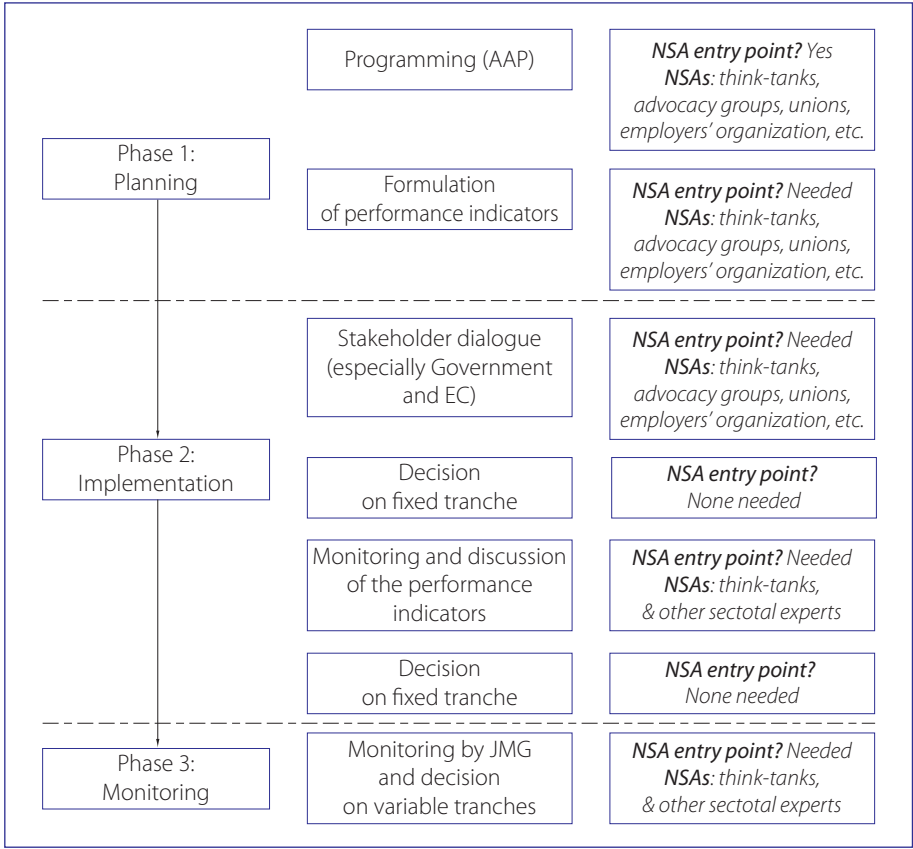 Programming (AAP)
NSA entry point? Yes
NSAs: think-tanks,
advocacy groups, unions,
employers' organization, etc.
Phase 1:
Planning
Formulation
of performance indicators
NSA entry point? Needed
NSAs: think-tanks,
advocacy groups, unions,
employers' organization, etc.
Stakeholder dialogue
(especially Government
and EC)
NSA entry point? Needed
NSAs: think-tanks,
advocacy groups, unions,
employers' organization, etc.
Phase 2:
Implementation
Decision
on fixed tranche
NSA entry point?
None needed
Monitoring and discussion
of the performance
indicators
NSA entry point? Needed
NSAs: think-tanks,
& other sectotal experts
Decision
on fixed tranche
NSA entry point?
None needed
Phase 3:
Monitoring
Monitoring by JMG
and decision
on variable tranches
NSA entry point? Needed
NSAs: think-tanks,
& other sectotal experts